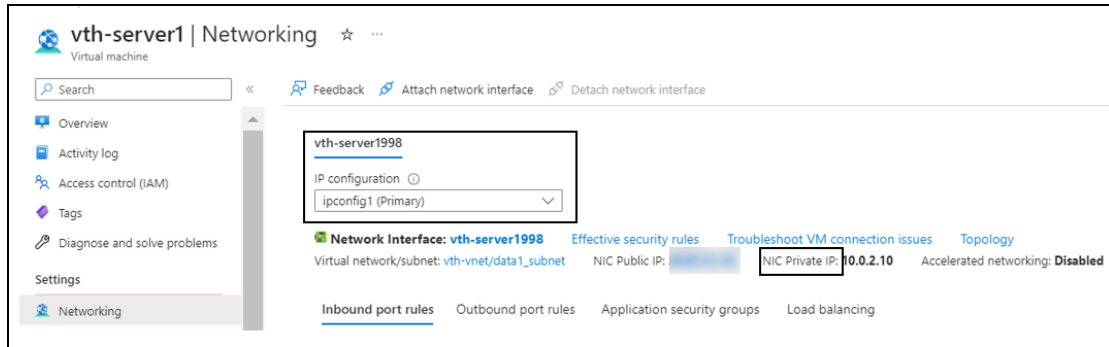 vth-server1 | Networking ☆ ...
Virtual machine
Search
«
Feedback
Attach network interface
Detach network interface
Overview
Activity log
Access control (IAM)
Tags
Diagnose and solve problems
Settings
Networking
vth-server1998
IP configuration
ipconfig1 (Primary)
Network Interface: vth-server1998 Effective security rules Troubleshoot VM connection issues Topology
Virtual network/subnet: vth-vnet/data1_subnet NIC Public IP: NIC Private IP: 10.0.2.10 Accelerated networking: Disabled
Inbound port rules Outbound port rules Application security groups Load balancing